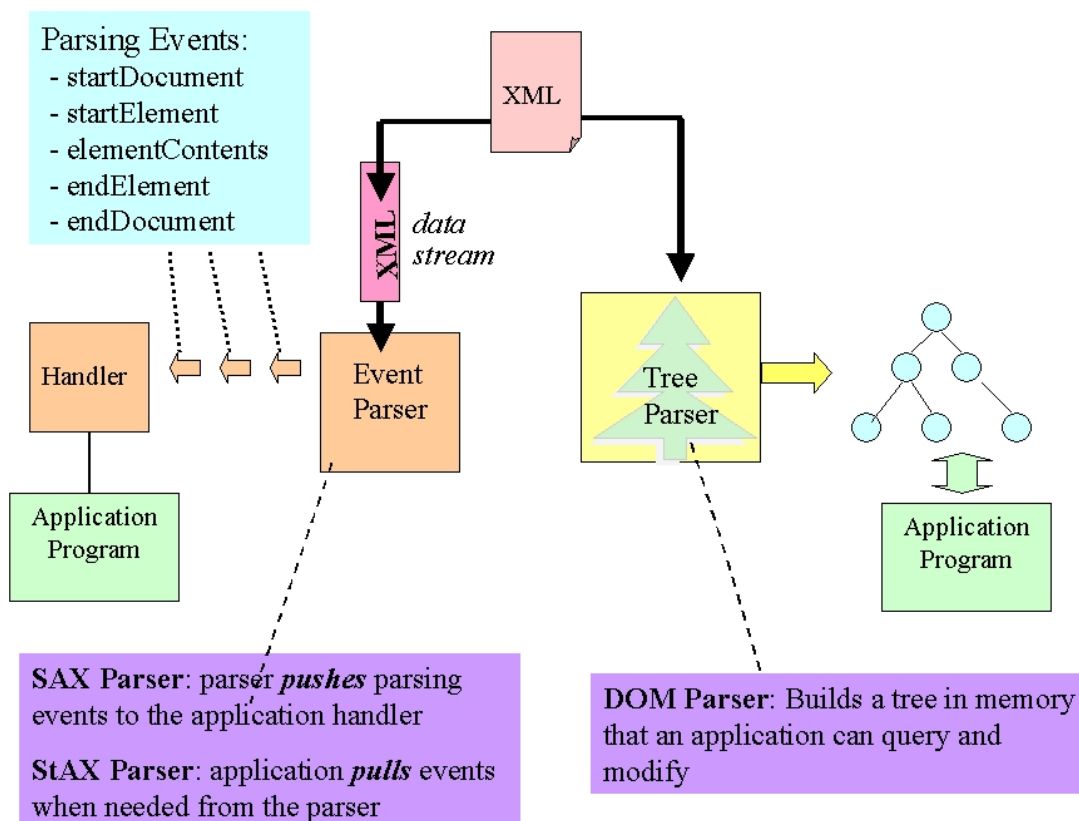 Parsing Events:
- startDocument
- startElement
- elementContents
- endElement
- endDocument
XML
XML
data
stream
Handler
Event
Parser
Tree
Parser
Application
Program
Application
Program
SAX Parser: parser pushes parsing
events to the application handler
StAX Parser: application pulls events
when needed from the parser
DOM Parser: Builds a tree in memory
that an application can query and
modify